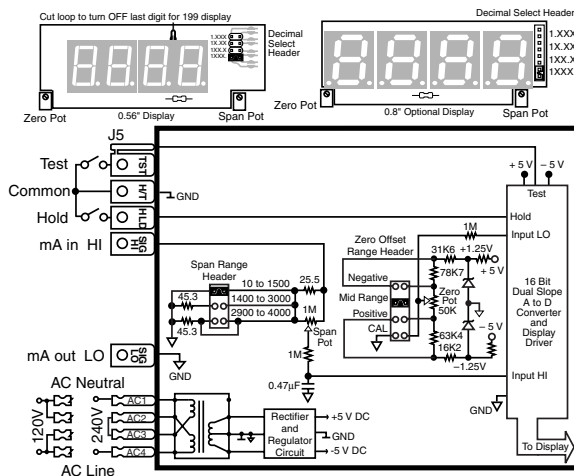 Cut loop to turn OFF last digit for 199 display
1.XXX
1X.XX
1XX.X
1XXX.
Decimal
Select
Header
Zero Pot
0.56" Display
Span Pot
Decimal Select Header
1.XXX
1X.XX
1XX.X
1XXX.
Zero Pot
0.8" Optional Display
Span Pot
J5
Test
TST
Common
H/T
GND
Hold
HLD
mA in HI
SIG
HI
mA out LO
SIG
LO
GND
Span Range
Header
10 to 1500
1400 to 3000
2900 to 4000
45.3
45.3
25.5
1M
Span
Pot
1M
0.47µF
Zero Offset
Range Header
Negative
Mid Range
Positive
CAL
1M
31K6
+1.25V
+ 5 V
78K7
Zero
Pot
50K
63K4
16K2
– 5 V
–1.25V
+ 5 V
– 5 V
Test
Hold
Input LO
16 Bit
Dual Slope
A to D
Converter
and
Display
Driver
Input HI
GND
To Display
AC Neutral
120V
240V
AC1
AC2
AC3
AC4
AC Line
Rectifier
and
Regulator
Circuit
+5 V DC
GND
-5 V DC